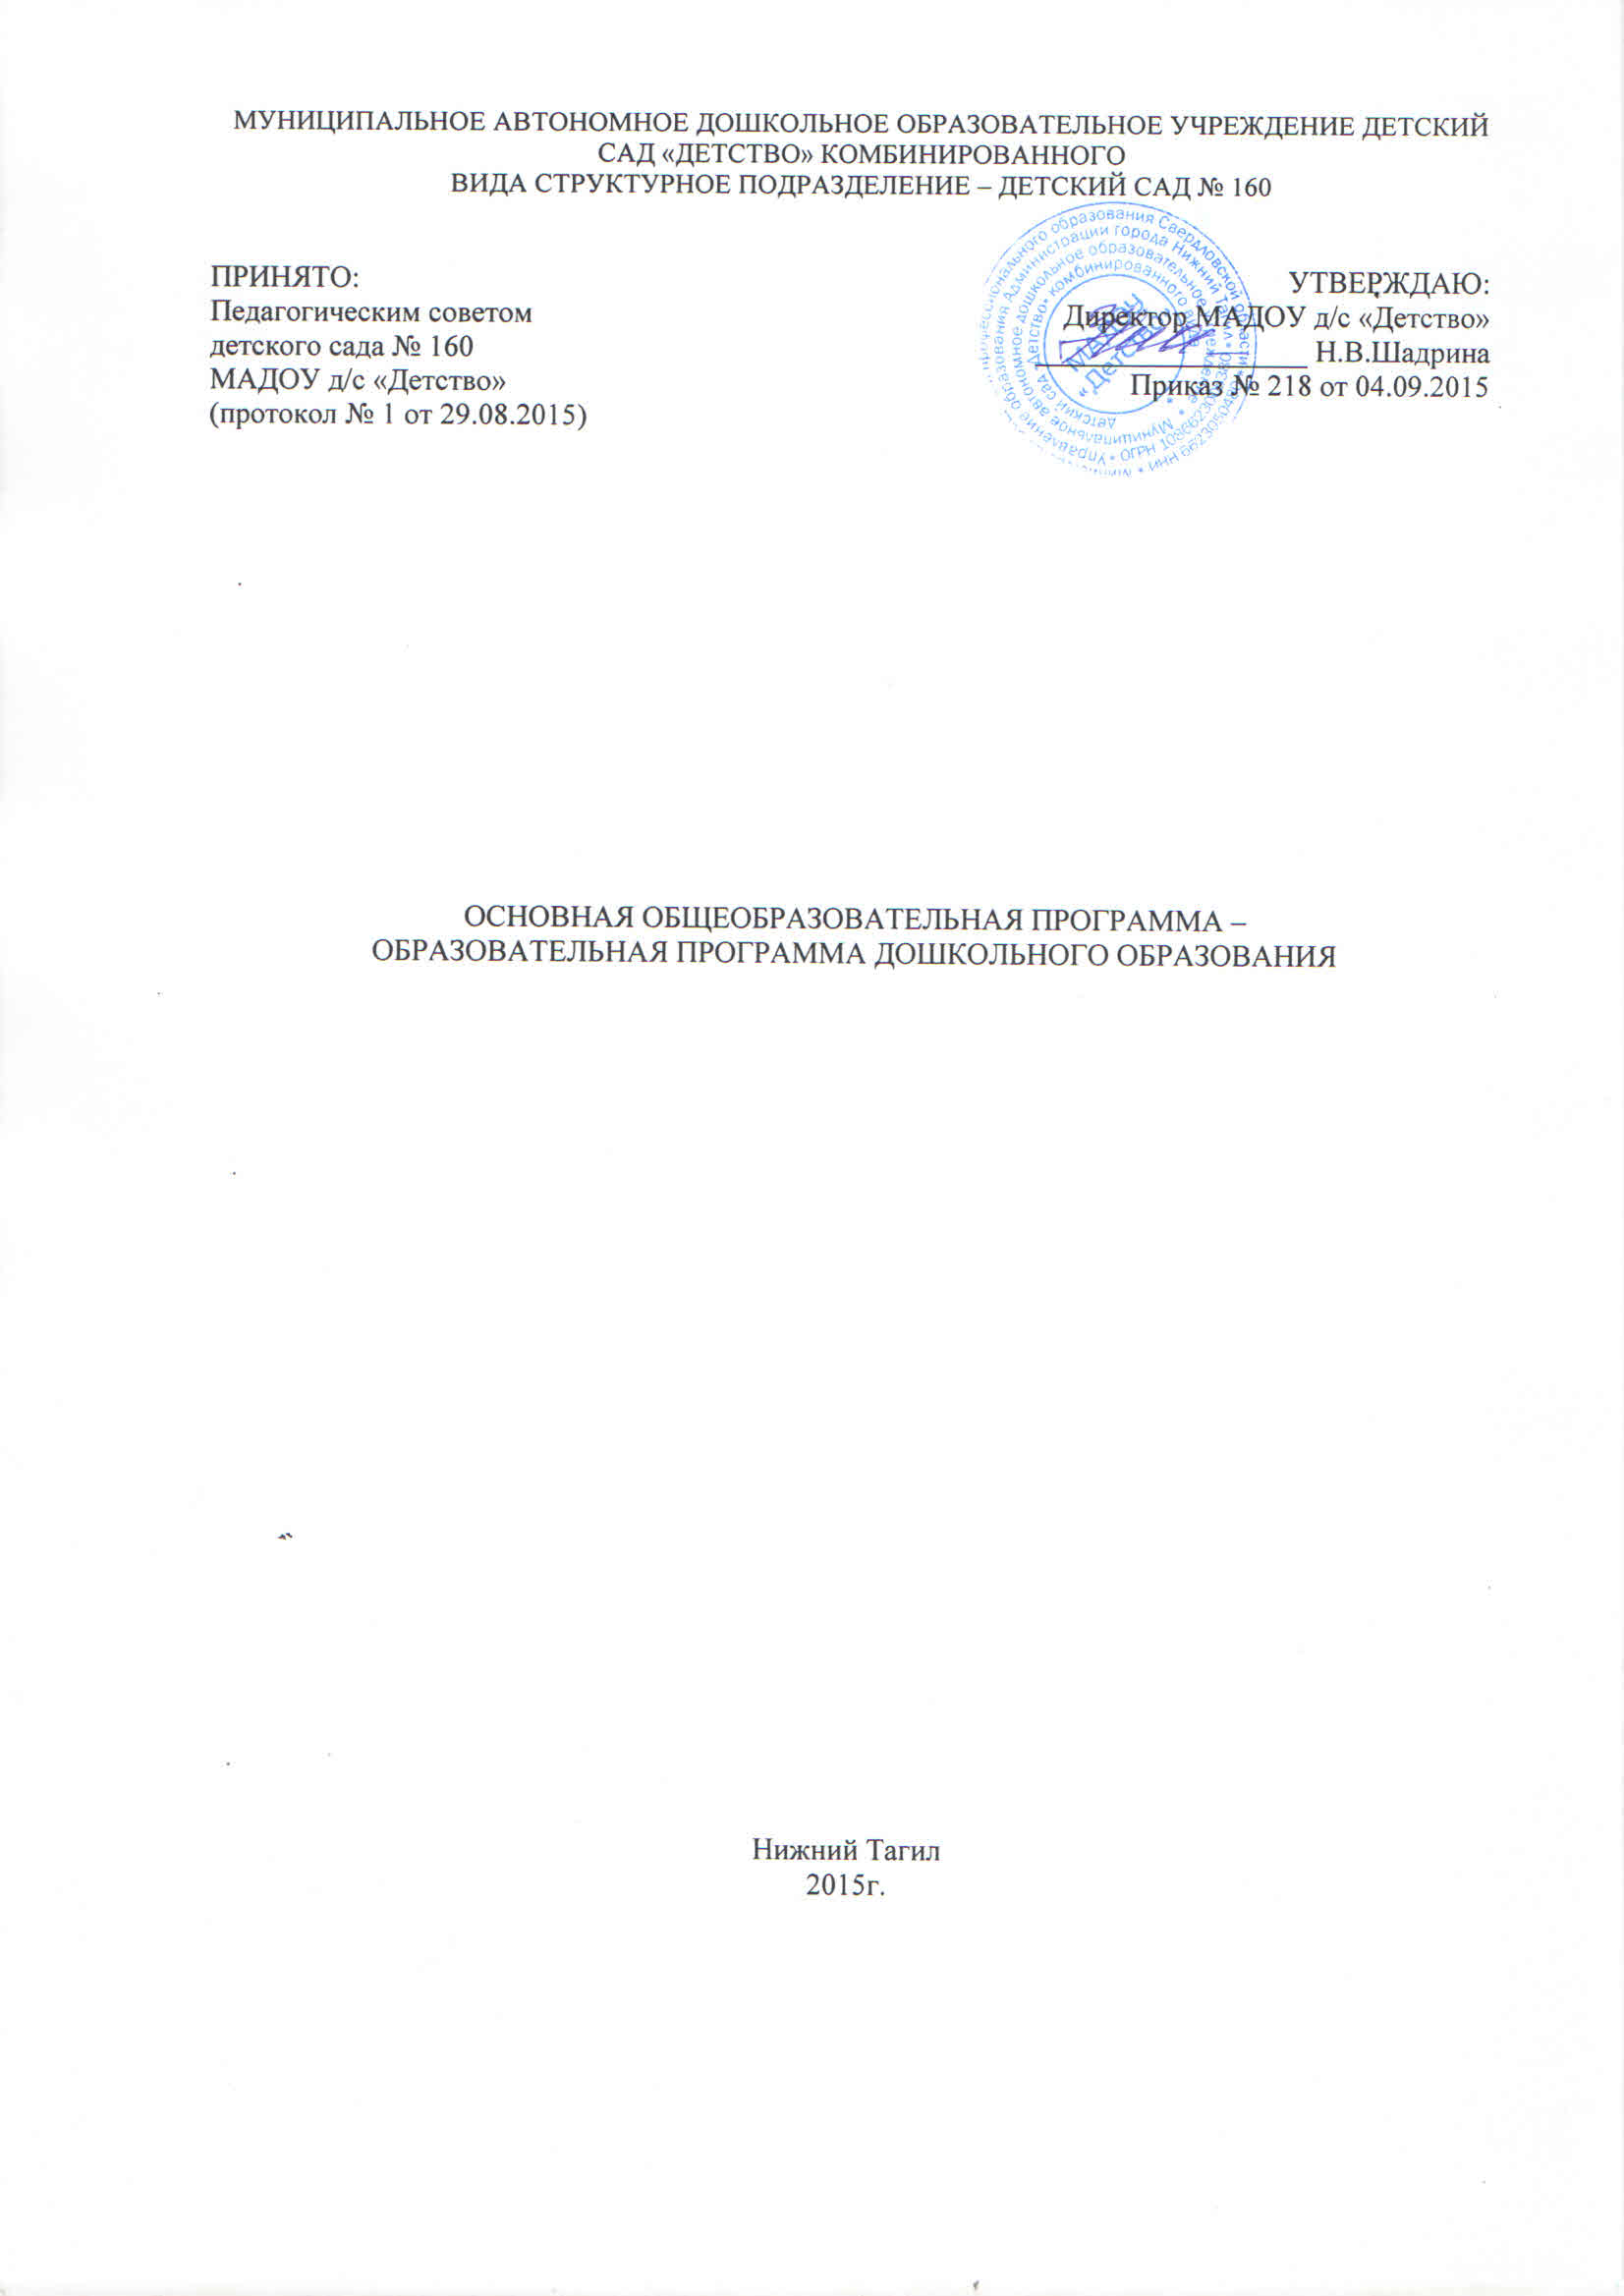 МУНИЦИПАЛЬНОЕ АВТОНОМНОЕ ДОШКОЛЬНОЕ ОБРАЗОВАТЕЛЬНОЕ УЧРЕЖДЕНИЕ ДЕТСКИЙ
САД «ДЕТСТВО» КОМБИНИРОВАННОГО
ВИДА СТРУКТУРНОЕ ПОДРАЗДЕЛЕНИЕ – ДЕТСКИЙ САД № 160
ПРИНЯТО:
Педагогическим советом
детского сада № 160
МАДОУ д/с «Детство»
(протокол № 1 от 29.08.2015)
УТВЕРЖДАЮ:
Директор МАДОУ д/с «Детство»
Н.В.Шадрина
Приказ № 218 от 04.09.2015
МАДОУ
«Детство»
ОСНОВНАЯ ОБЩЕОБРАЗОВАТЕЛЬНАЯ ПРОГРАММА –
ОБРАЗОВАТЕЛЬНАЯ ПРОГРАММА ДОШКОЛЬНОГО ОБРАЗОВАНИЯ
Нижний Тагил
2015г.